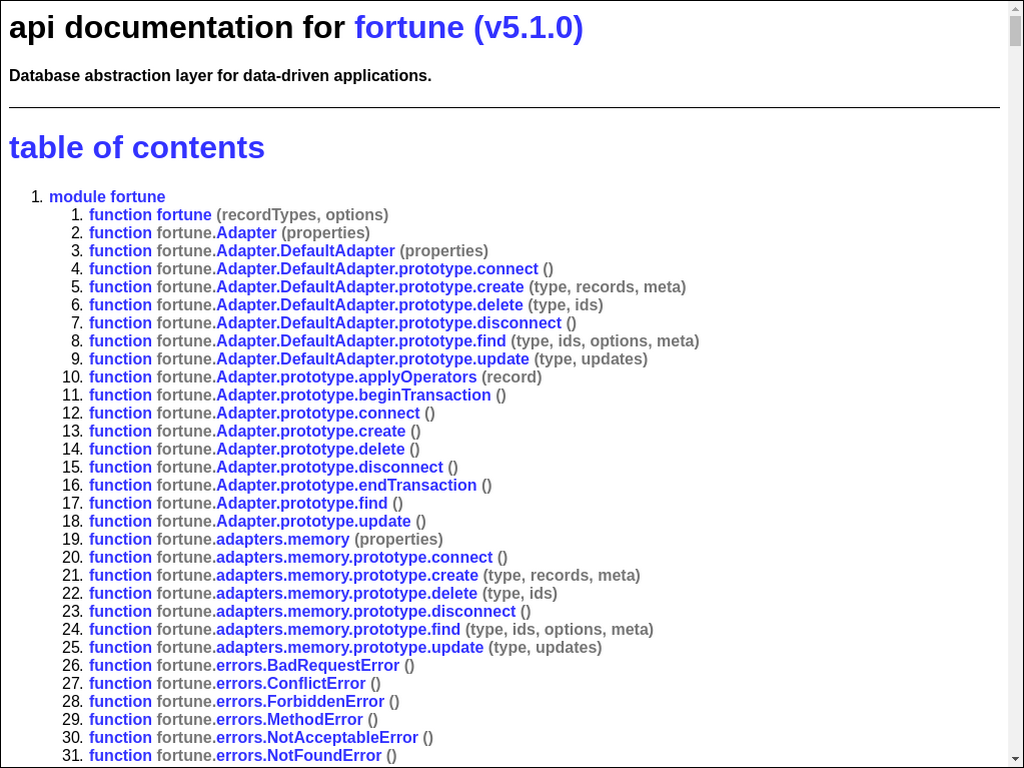 api documentation for fortune (v5.1.0)
Database abstraction layer for data-driven applications.
table of contents
1. module fortune
1. function fortune (recordTypes, options)
2. function fortune.Adapter (properties)
3. function fortune.Adapter.DefaultAdapter (properties)
4. function fortune.Adapter.DefaultAdapter.prototype.connect ()
5. function fortune.Adapter.DefaultAdapter.prototype.create (type, records, meta)
6. function fortune.Adapter.DefaultAdapter.prototype.delete (type, ids)
7. function fortune.Adapter.DefaultAdapter.prototype.disconnect ()
8. function fortune.Adapter.DefaultAdapter.prototype.find (type, ids, options, meta)
9. function fortune.Adapter.DefaultAdapter.prototype.update (type, updates)
10. function fortune.Adapter.prototype.applyOperators (record)
11. function fortune.Adapter.prototype.beginTransaction ()
12. function fortune.Adapter.prototype.connect ()
13. function fortune.Adapter.prototype.create ()
14. function fortune.Adapter.prototype.delete ()
15. function fortune.Adapter.prototype.disconnect ()
16. function fortune.Adapter.prototype.endTransaction ()
17. function fortune.Adapter.prototype.find ()
18. function fortune.Adapter.prototype.update ()
19. function fortune.adapters.memory (properties)
20. function fortune.adapters.memory.prototype.connect ()
21. function fortune.adapters.memory.prototype.create (type, records, meta)
22. function fortune.adapters.memory.prototype.delete (type, ids)
23. function fortune.adapters.memory.prototype.disconnect ()
24. function fortune.adapters.memory.prototype.find (type, ids, options, meta)
25. function fortune.adapters.memory.prototype.update (type, updates)
26. function fortune.errors.BadRequestError ()
27. function fortune.errors.ConflictError ()
28. function fortune.errors.ForbiddenError ()
29. function fortune.errors.MethodError ()
30. function fortune.errors.NotAcceptableError ()
31. function fortune.errors.NotFoundError ()